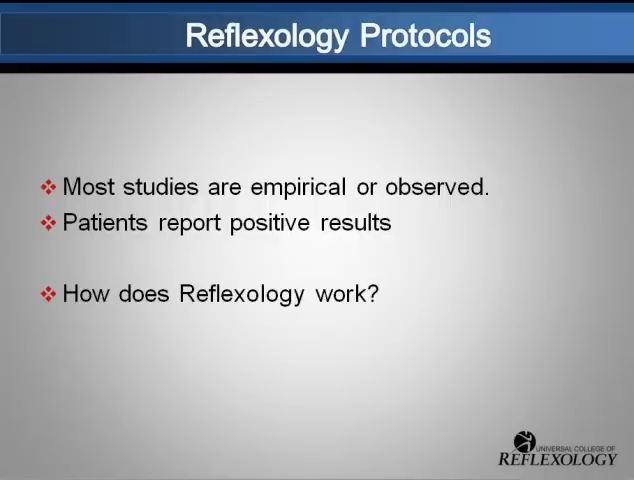 Reflexology Protocols
Most studies are empirical or observed.
Patients report positive results
How does Reflexology work?
UNIVERSAL COLLEGE OF
REFLEXOLOGY